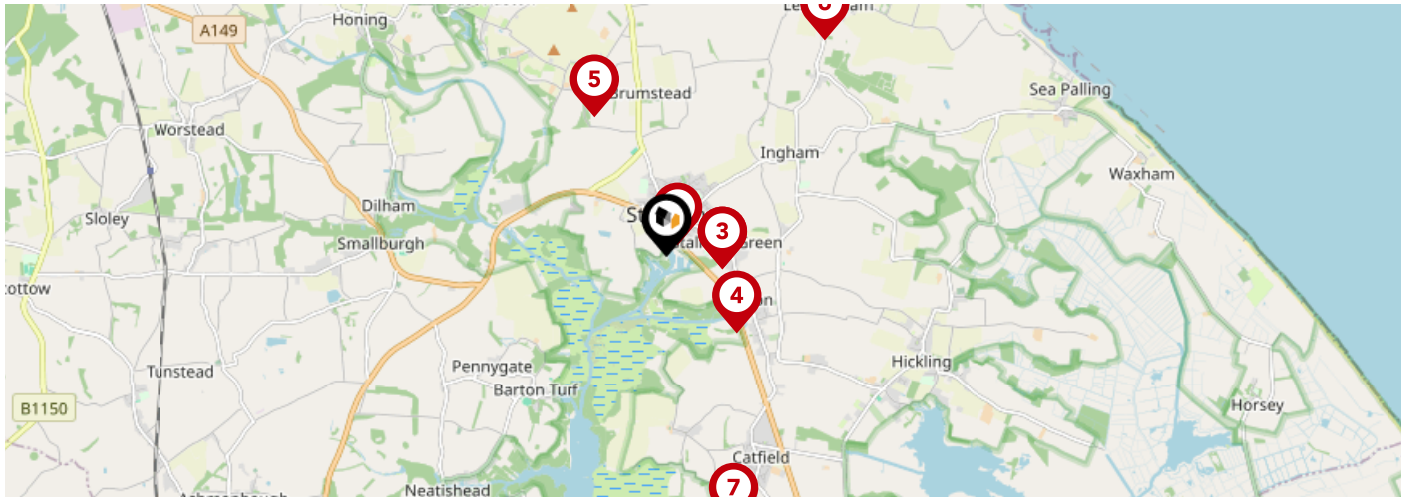 Honing
A149
5
Brumstead
Sea Palling
Worstead
Ingham
Waxham
Dilham
Sloley
3
Smallburgh
4
Hickling
Pennygate
Tunstead
Barton Turf
B1150
Horsey
Catfield
7
Neatishead